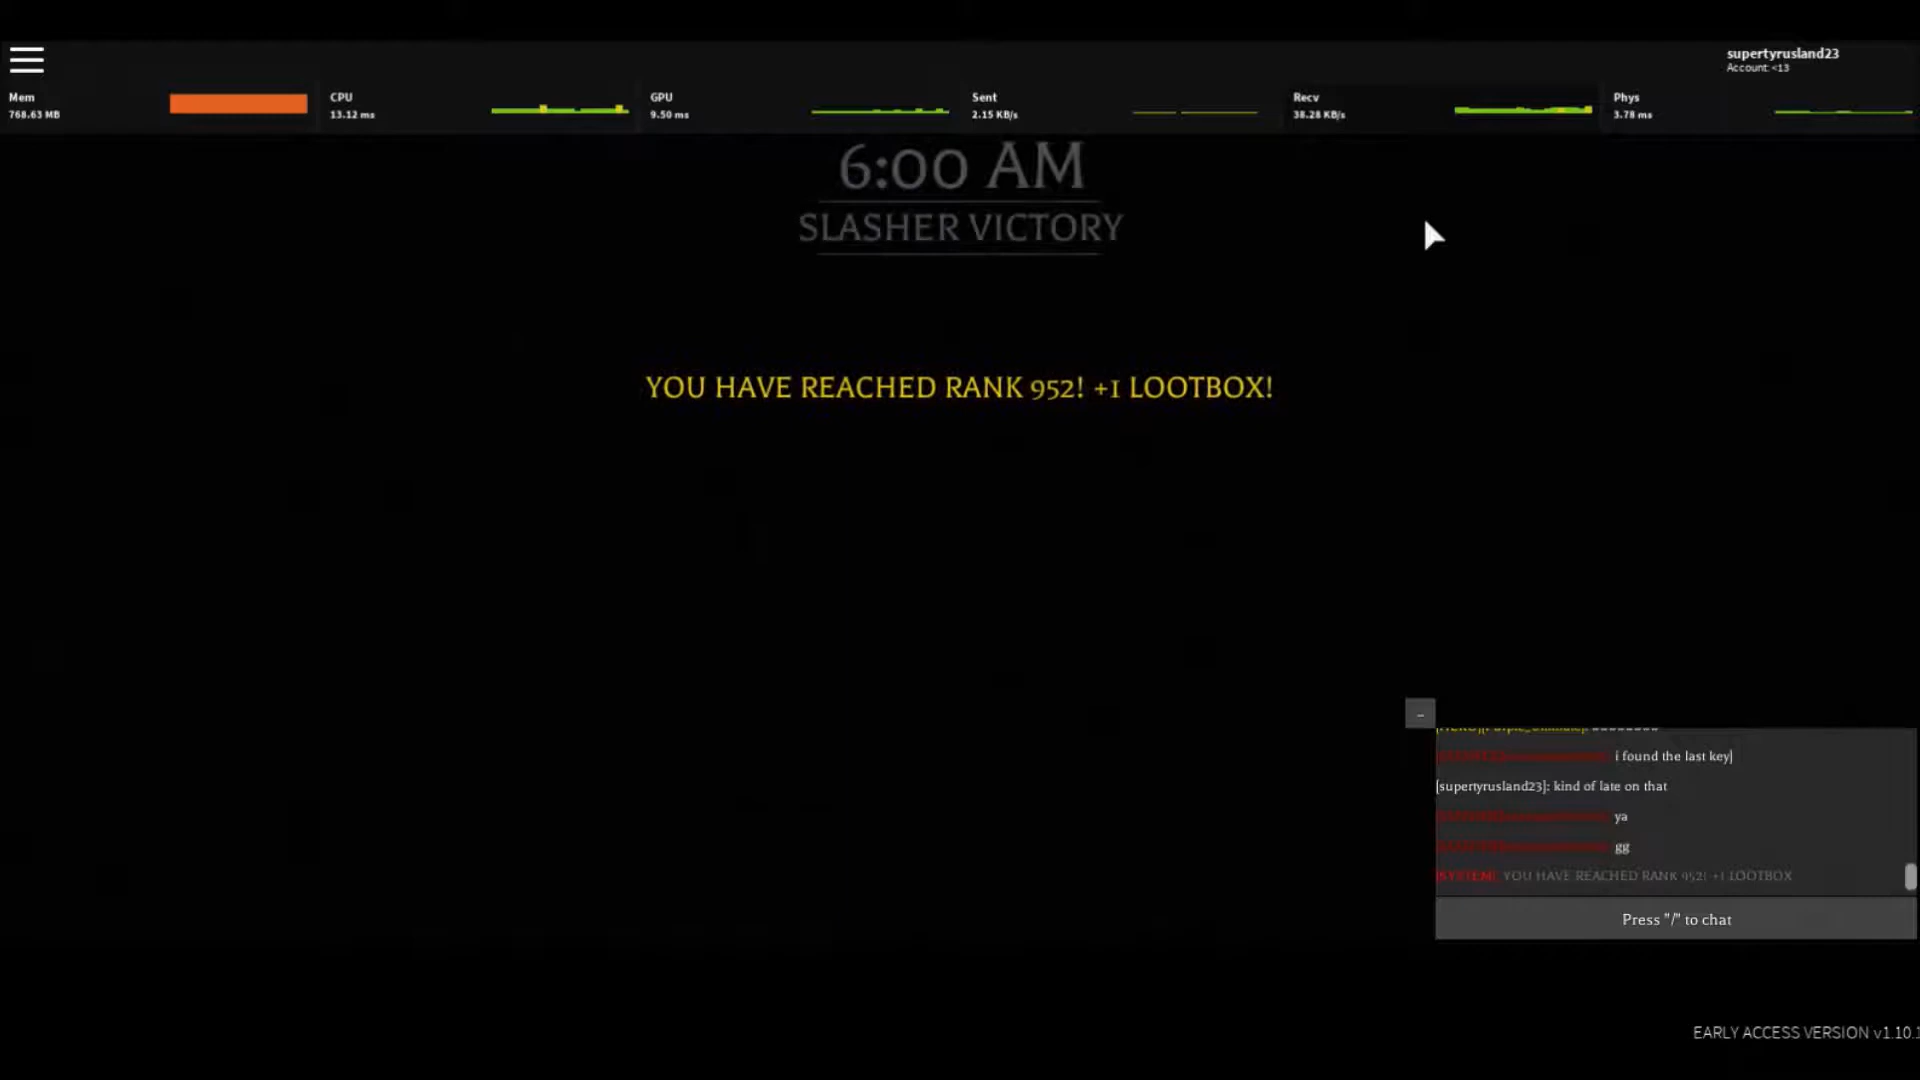 supertyrusland23
Account: <13
Mem
768.63 MB
CPU
13.12 ms
GPU
9.50 ms
Sent
2.15 KB/s
Recv
38.28 KB/s
Phys
3.78 ms
6:00 AM
SLASHER VICTORY
YOU HAVE REACHED RANK 952! +1 LOOTBOX!
-
i found the last key
[supertyrusland23]: kind of late on that
ya
gg
[SYSTEM]: YOU HAVE REACHED RANK 952! +1 LOOTBOX
Press "/" to chat
EARLY ACCESS VERSION v1.10.1